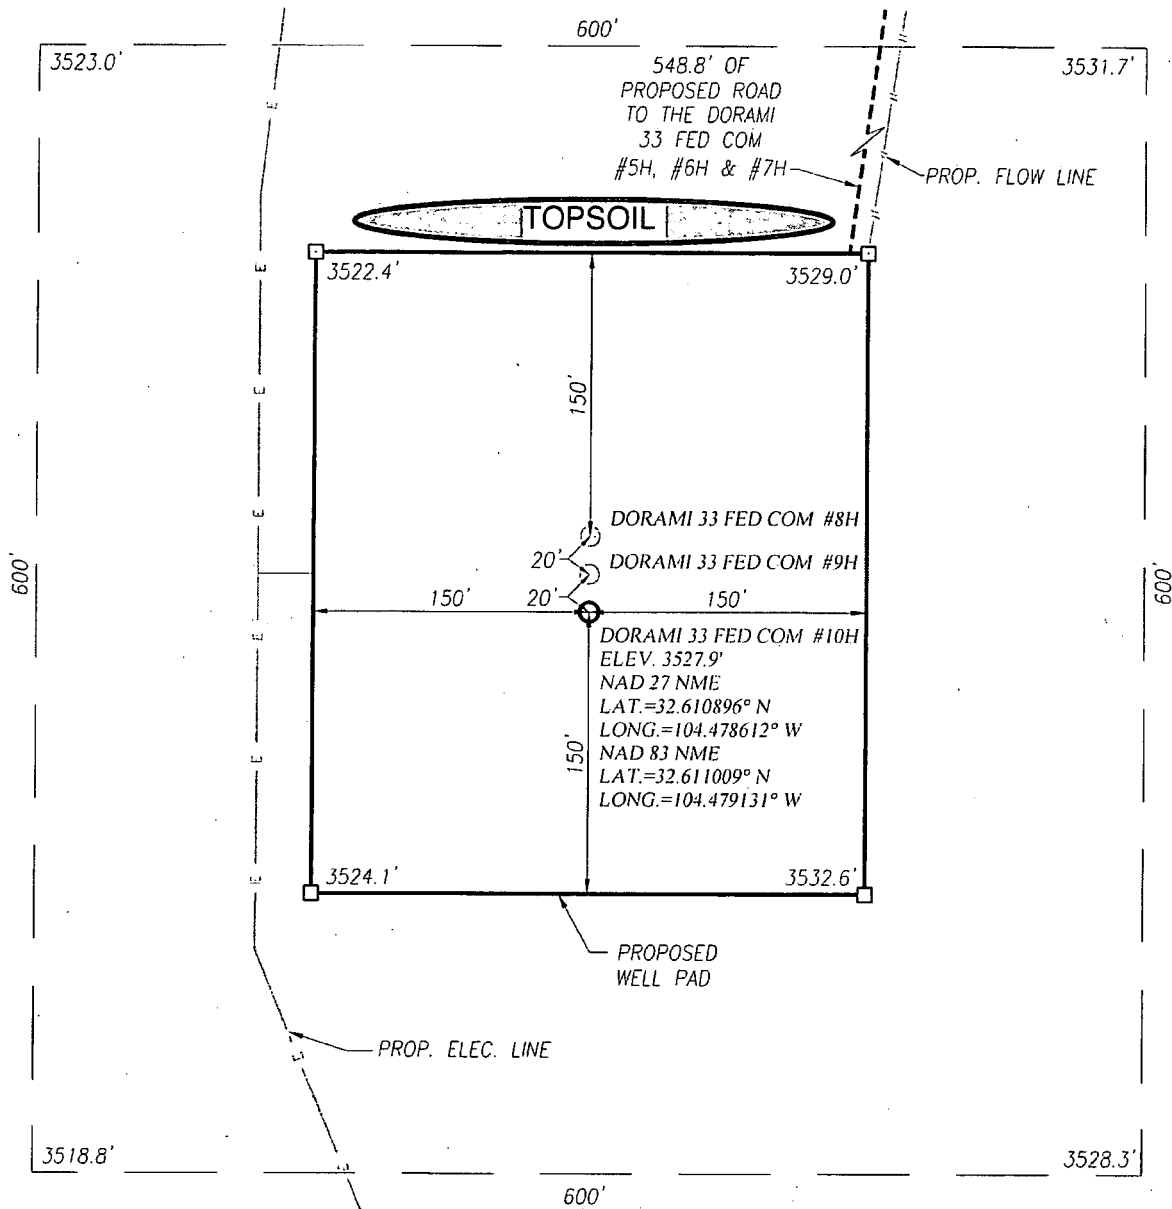 600'
3523.0'
3531.7'
548.8' OF
PROPOSED ROAD
TO THE DORAMI
33 FED COM
#5H, #6H & #7H
PROP. FLOW LINE
TOPSOIL
3522.4'
3529.0'
150'
DORAMI 33 FED COM #8H
20'
DORAMI 33 FED COM #9H
600'
600'
150'
20'
150'
DORAMI 33 FED COM #10H
ELEV. 3527.9'
NAD 27 NME
LAT.=32.610896° N
LONG.=104.478612° W
NAD 83 NME
LAT.=32.611009° N
LONG.=104.479131° W
150'
3524.1'
3532.6'
PROPOSED
WELL PAD
PROP. ELEC. LINE
3518.8'
3528.3'
600'
E
E
E
E
E
E
E
E
E